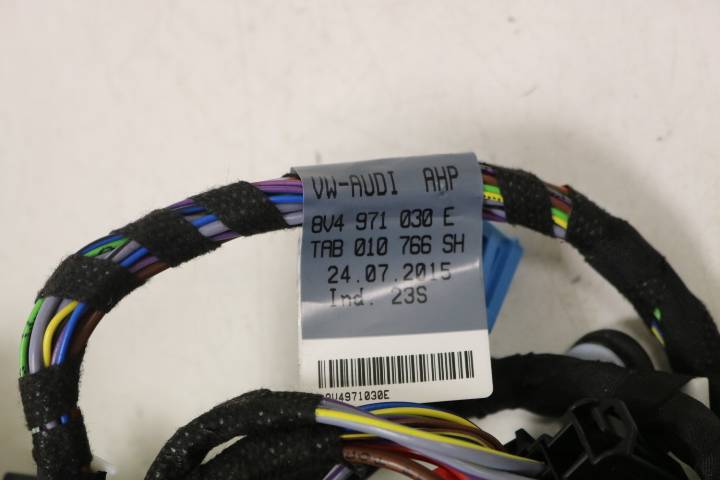 VW-AUDI AHP
8V4 971 030 E
TAB 010 766 SH
24.07.2015
Ind. 23S
8V4971030E